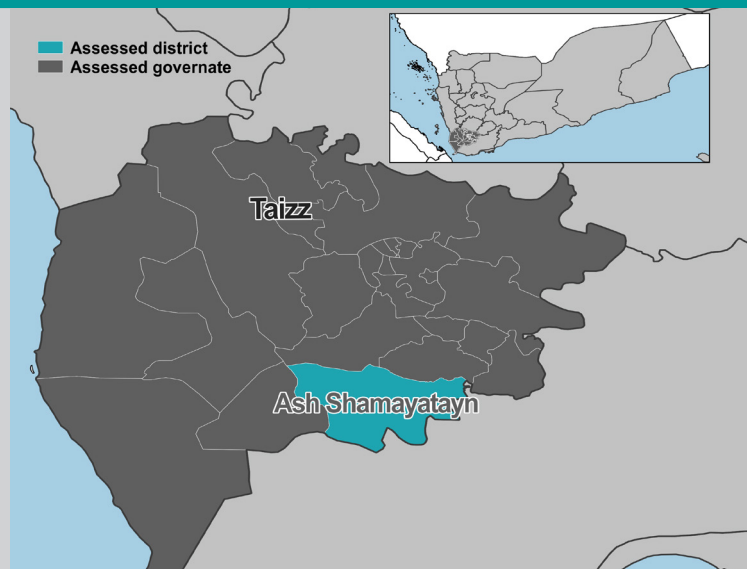 Assessed district
Assessed governate
Taizz
Ash Shamayatayn